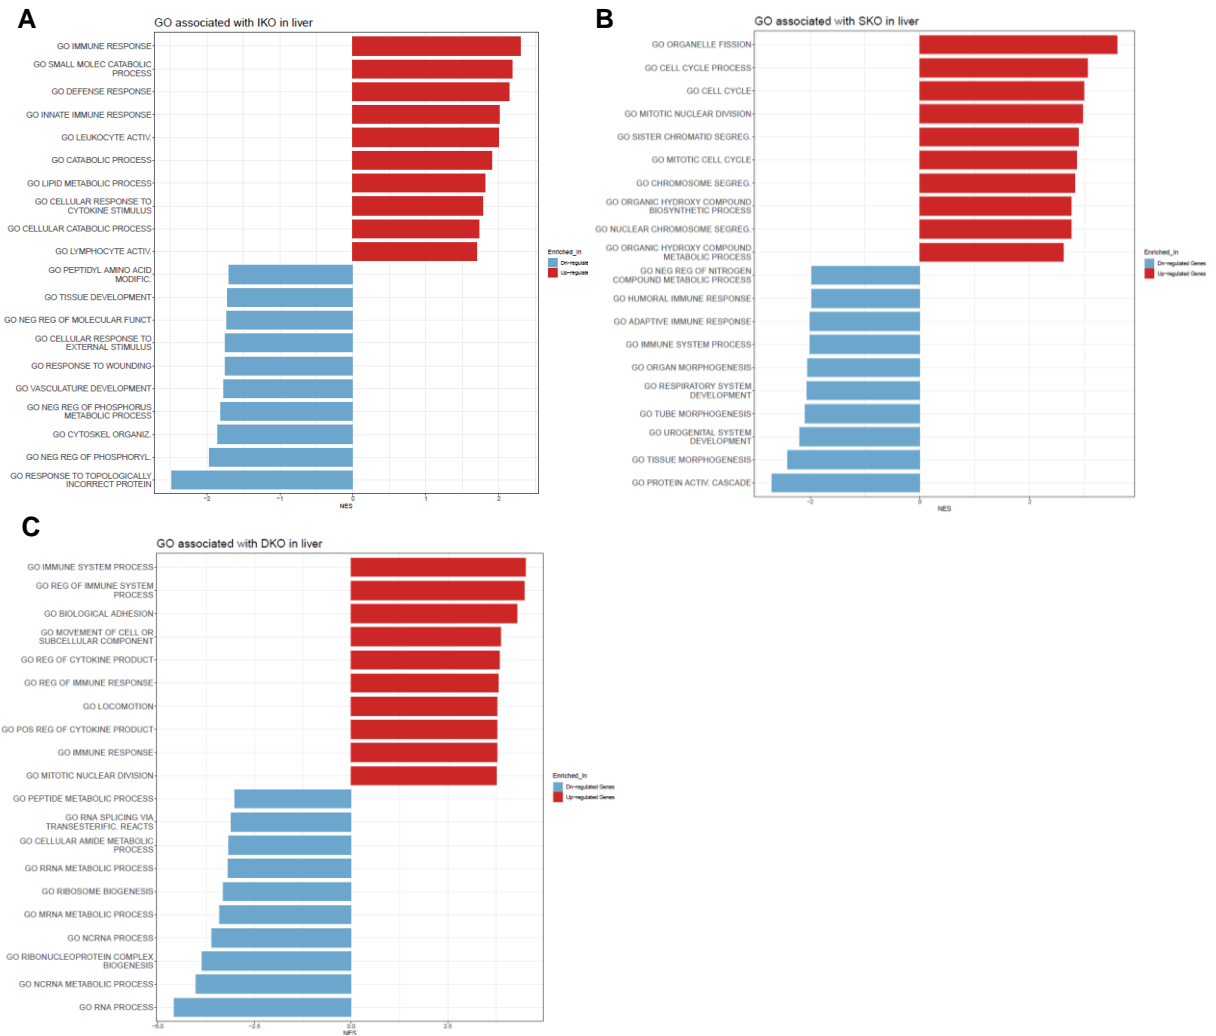 A
GO associated with IKO in liver
GO IMMUNE RESPONSE
GO SMALL MOLEC CATABOLIC
PROCESS
GO DEFENSE RESPONSE
GO INNATE IMMUNE RESPONSE
GO LEUKOCYTE ACTIV.
GO CATABOLIC PROCESS
GO LIPID METABOLIC PROCESS
GO CELLULAR RESPONSE TO
CYTOKINE STIMULUS
GO CELLULAR CATABOLIC PROCESS
GO LYMPHOCYTE ACTIV.
GO PEPTIDYL AMINO ACID
MODIFIC.
GO TISSUE DEVELOPMENT
GO NEG REG OF MOLECULAR FUNCT
GO CELLULAR RESPONSE TO
EXTERNAL STIMULUS
GO RESPONSE TO WOUNDING
GO VASCULATURE DEVELOPMENT
GO NEG REG OF PHOSPHORUS
METABOLIC PROCESS
GO CYTOSKEL ORGANIZ.
GO NEG REG OF PHOSPHORYL.
GO RESPONSE TO TOPOLOGICALLY
INCORRECT PROTEIN
−2 −1 0 1 2
NES
Enriched_In
Dn-regulate
Up-regulate
B
GO associated with SKO in liver
GO ORGANELLE FISSION
GO CELL CYCLE PROCESS
GO CELL CYCLE
GO MITOTIC NUCLEAR DIVISION
GO SISTER CHROMATID SEGREG.
GO MITOTIC CELL CYCLE
GO CHROMOSOME SEGREG.
GO ORGANIC HYDROXY COMPOUND
BIOSYNTHETIC PROCESS
GO NUCLEAR CHROMOSOME SEGREG.
GO ORGANIC HYDROXY COMPOUND
METABOLIC PROCESS
GO NEG REG OF NITROGEN
COMPOUND METABOLIC PROCESS
GO HUMORAL IMMUNE RESPONSE
GO ADAPTIVE IMMUNE RESPONSE
GO IMMUNE SYSTEM PROCESS
GO ORGAN MORPHOGENESIS
GO RESPIRATORY SYSTEM
DEVELOPMENT
GO TUBE MORPHOGENESIS
GO UROGENITAL SYSTEM
DEVELOPMENT
GO TISSUE MORPHOGENESIS
GO PROTEIN ACTIV. CASCADE
−2 0 2
NES
Enriched_In
Dn-regulated Genes
Up-regulated Genes
C
GO associated with DKO in liver
GO IMMUNE SYSTEM PROCESS
GO REG OF IMMUNE SYSTEM
PROCESS
GO BIOLOGICAL ADHESION
GO MOVEMENT OF CELL OR
SUBCELLULAR COMPONENT
GO REG OF CYTOKINE PRODUCT
GO REG OF IMMUNE RESPONSE
GO LOCOMOTION
GO POS REG OF CYTOKINE PRODUCT
GO IMMUNE RESPONSE
GO MITOTIC NUCLEAR DIVISION
GO PEPTIDE METABOLIC PROCESS
GO RNA SPLICING VIA
TRANSESTERIFIC. REACTS
GO CELLULAR AMIDE METABOLIC
PROCESS
GO RRNA METABOLIC PROCESS
GO RIBOSOME BIOGENESIS
GO MRNA METABOLIC PROCESS
GO NCRNA PROCESS
GO RIBONUCLEOPROTEIN COMPLEX
BIOGENESIS
GO NCRNA METABOLIC PROCESS
GO RNA PROCESS
−5.0 −2.5 0.0 2.5
NES
Enriched_In
Dn-regulated Genes
Up-regulated Genes